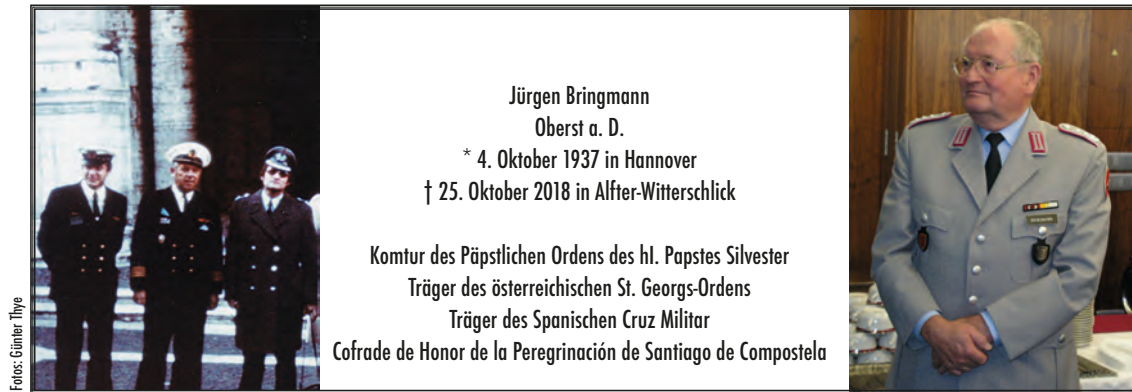 Fotos: Günter Thye
Jürgen Bringmann
Oberst a. D.
* 4. Oktober 1937 in Hannover
† 25. Oktober 2018 in Alfter-Witterschlick
Komtur des Päpstlichen Ordens des hl. Papstes Silvester
Träger des österreichischen St. Georgs-Ordens
Träger des Spanischen Cruz Militar
Cofrade de Honor de la Peregrinación de Santiago de Compostela